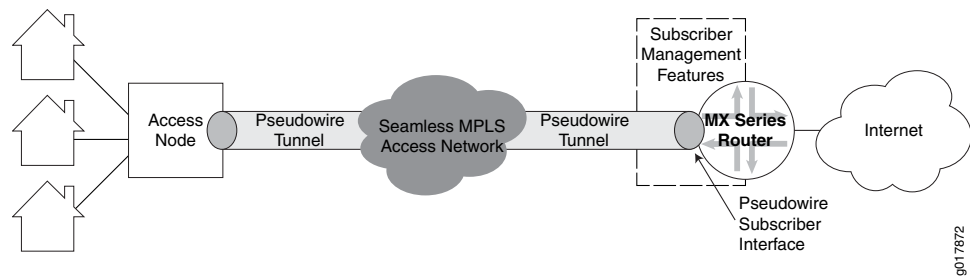 Subscriber
Management
Features
Access
Node
Pseudowire
Tunnel
Seamless MPLS
Access Network
Pseudowire
Tunnel
MX Series
Router
Internet
Pseudowire
Subscriber
Interface
g017872